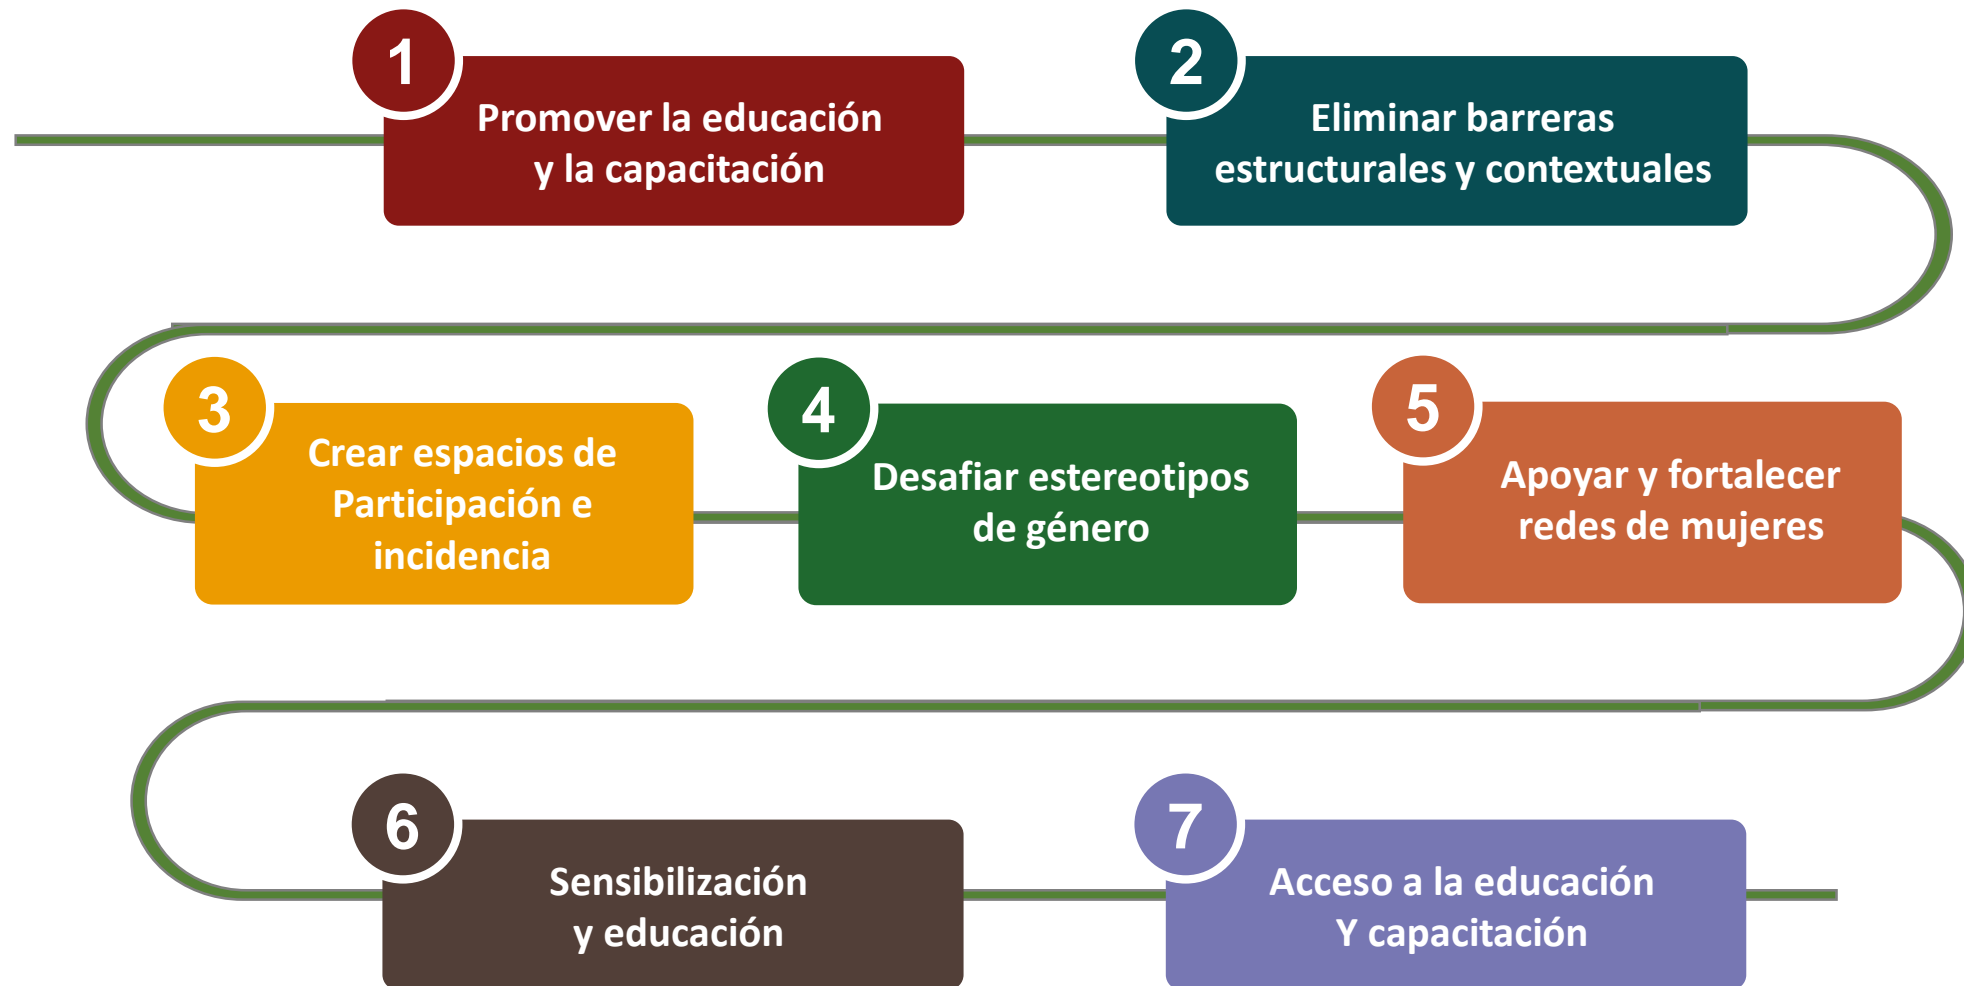 1
Promover la educación
y la capacitación
2
Eliminar barreras
estructurales y contextuales
3
Crear espacios de
Participación e
incidencia
4
Desafiar estereotipos
de género
5
Apoyar y fortalecer
redes de mujeres
6
Sensibilización
y educación
7
Acceso a la educación
Y capacitación